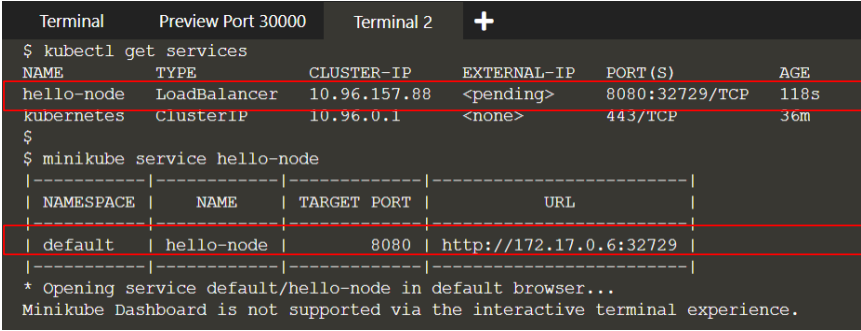 Terminal Preview Port 30000 Terminal 2 +
$ kubectl get services
NAME TYPE CLUSTER-IP EXTERNAL-IP PORT(S) AGE
hello-node LoadBalancer 10.96.157.88 <pending> 8080:32729/TCP 118s
kubernetes ClusterIP 10.96.0.1 <none> 443/TCP 36m
$
$ minikube service hello-node
|-----------|------------|-------------|-------------------------|
| NAMESPACE | NAME | TARGET PORT | URL |
|-----------|------------|-------------|-------------------------|
| default | hello-node | 8080 | http://172.17.0.6:32729 |
|-----------|------------|-------------|-------------------------|
* Opening service default/hello-node in default browser...
Minikube Dashboard is not supported via the interactive terminal experience.